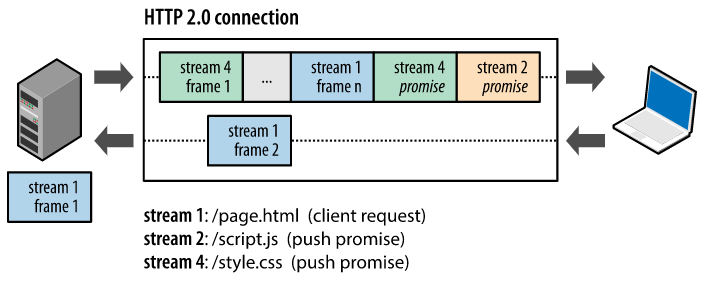 HTTP 2.0 connection
stream 4
frame 1
...
stream 1
frame n
stream 4
promise
stream 2
promise
stream 1
frame 2
stream 1
frame 1
stream 1: /page.html (client request)
stream 2: /script.js (push promise)
stream 4: /style.css (push promise)